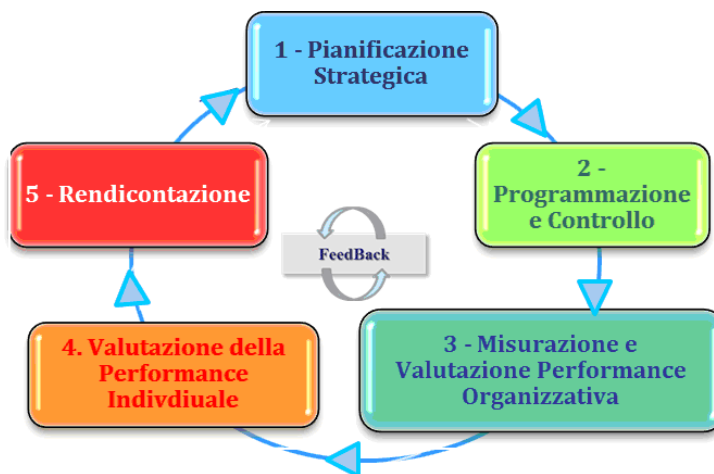 1 - Pianificazione
Strategica
2 -
Programmazione
e Controllo
3 - Misurazione e
Valutazione Performance
Organizzativa
4. Valutazione della
Performance
Indivdiuale
5 - Rendicontazione
FeedBack